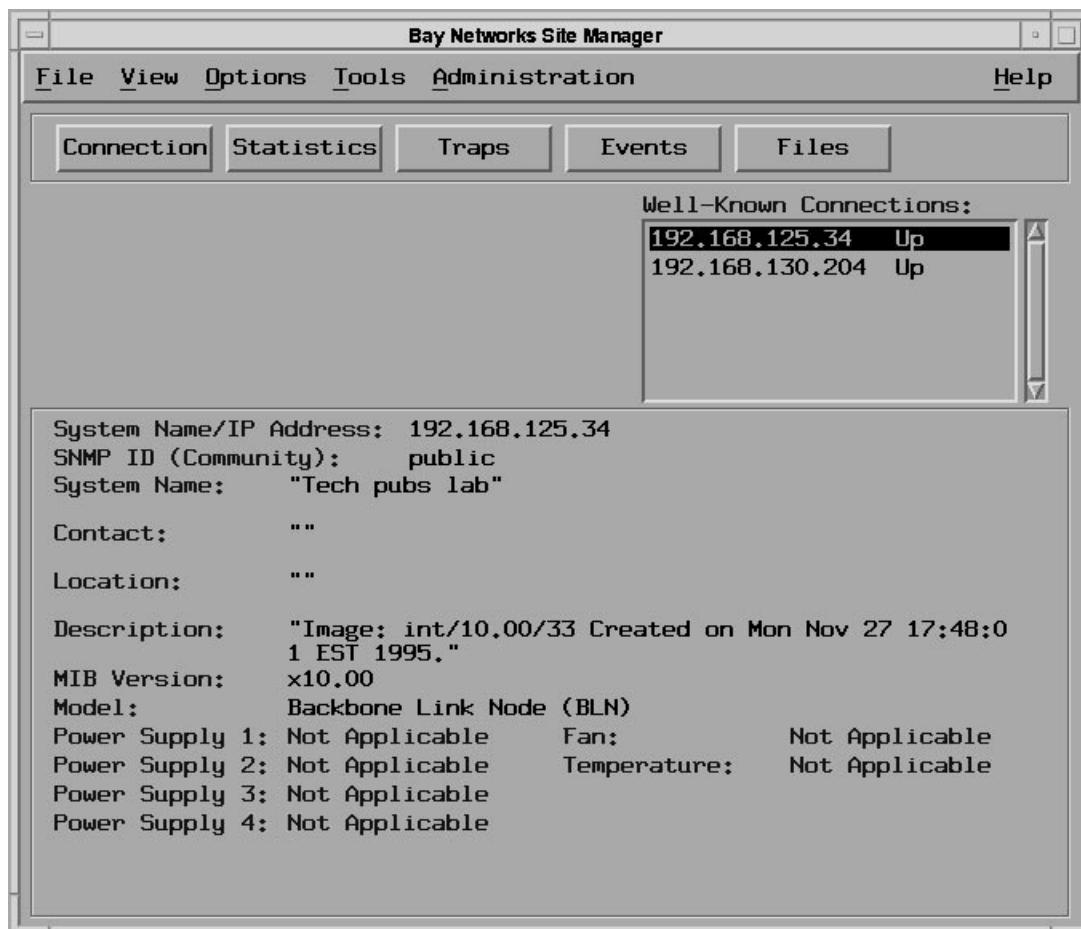 Bay Networks Site Manager
File View Options Tools Administration Help
Connection Statistics Traps Events Files
Well-Known Connections:
192.168.125.34 Up
192.168.130.204 Up
System Name/IP Address: 192.168.125.34
SNMP ID (Community): public
System Name: "Tech pubs lab"
Contact: ""
Location: ""
Description: "Image: int/10.00/33 Created on Mon Nov 27 17:48:0
1 EST 1995."
MIB Version: x10.00
Model: Backbone Link Node (BLN)
Power Supply 1: Not Applicable Fan: Not Applicable
Power Supply 2: Not Applicable Temperature: Not Applicable
Power Supply 3: Not Applicable
Power Supply 4: Not Applicable